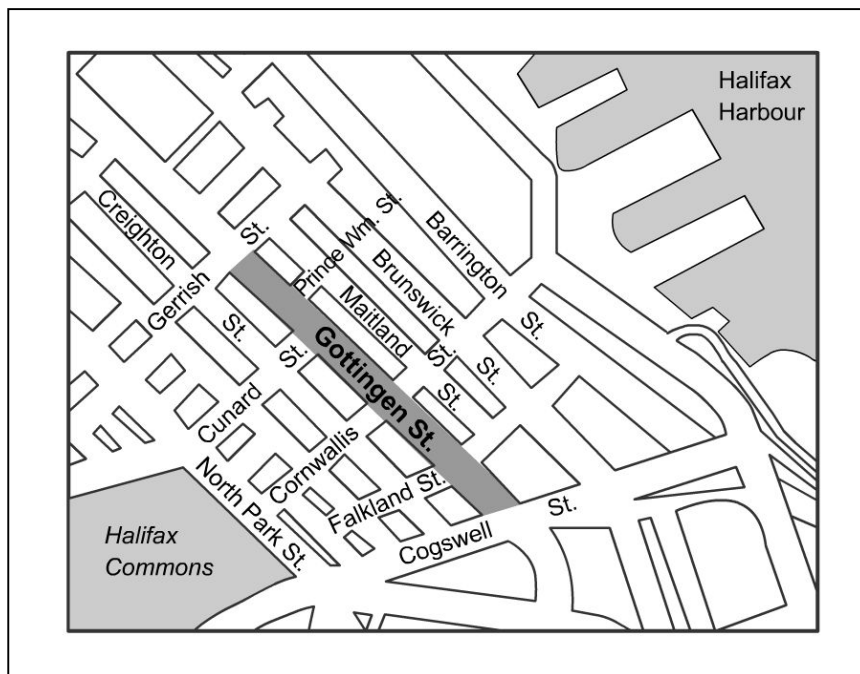 Halifax
Harbour
Creighton
St.
Gerrish
St.
Prince Wm. St.
Barrington
St.
Brunswick
St.
Maitland
St.
Gottingen St.
Cunard
St.
Cornwallis
St.
Falkland St.
North Park St.
Cogswell
St.
Halifax
Commons